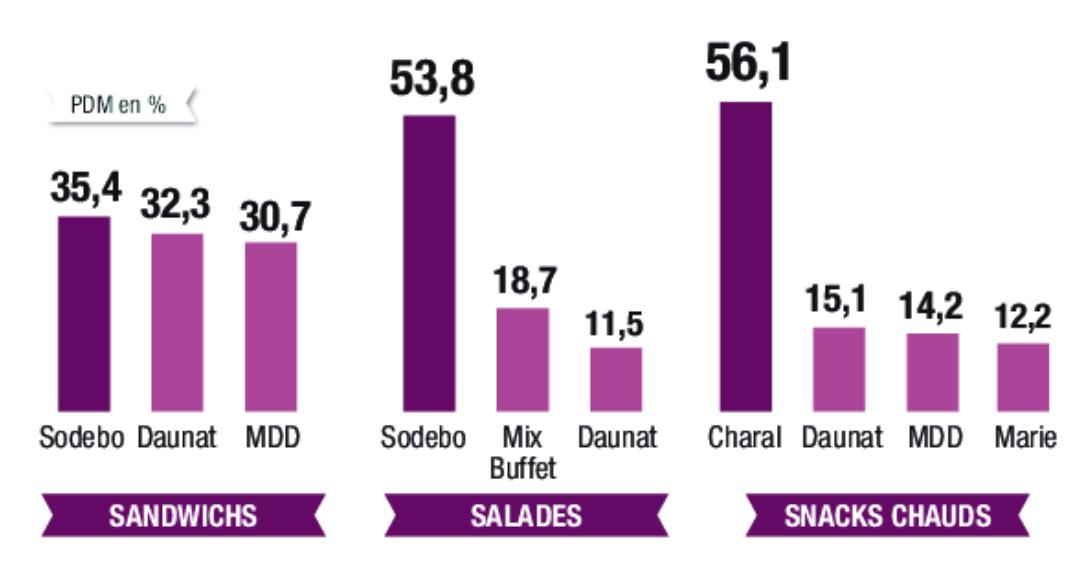 PDM en %
35,4
32,3
30,7
Sodebo Daunat MDD
SANDWICHS
53,8
18,7
11,5
Sodebo Mix Daunat
Buffet
SALADES
56,1
15,1
14,2
12,2
Charal Daunat MDD Marie
SNACKS CHAUDS